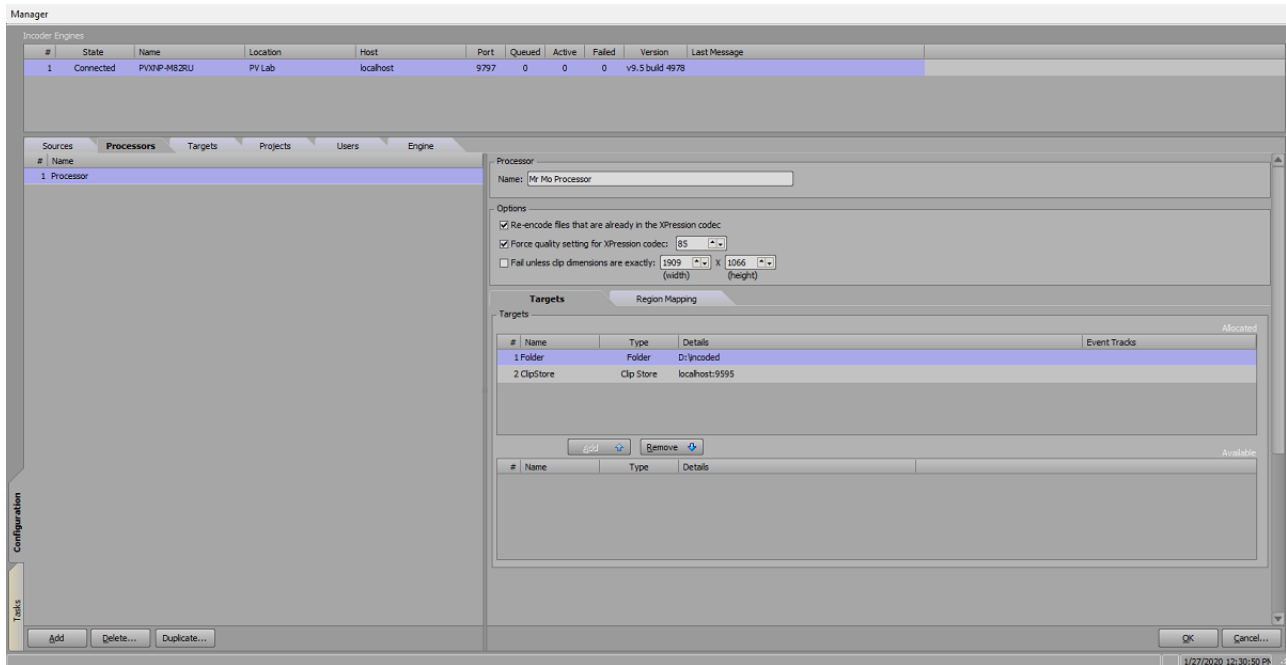 Manager
Incoder Engines
# State Name Location Host Port Queued Active Failed Version Last Message
1 Connected PVXNP-M82RU PV Lab localhost 9797 0 0 0 v9.5 build 4978
Sources Processors Targets Projects Users Engine
# Name
1 Processor
Processor
Name: Mr Mo Processor
Options
Re-encode files that are already in the XPression codec
Force quality setting for XPression codec: 85
Fail unless clip dimensions are exactly: 1909 X 1066
(width) (height)
Targets Region Mapping
Targets
Allocated
# Name Type Details Event Tracks
1 Folder Folder D:\incoded
2 ClipStore Clip Store localhost:9595
Add Remove
Available
# Name Type Details
Configuration
Tasks
Add Delete... Duplicate... OK Cancel...
1/27/2020 12:30:50 PM